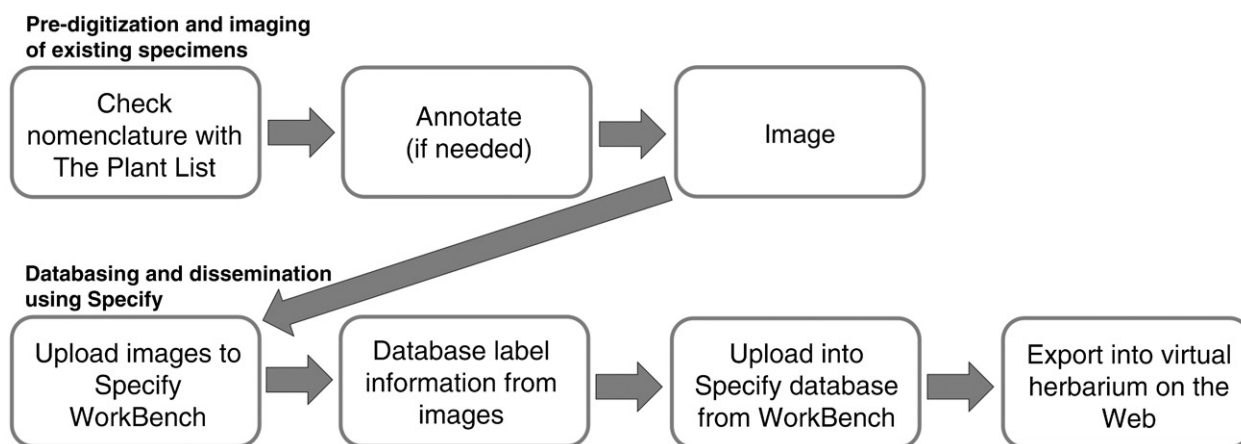 Pre-digitization and imaging
of existing specimens
Check
nomenclature with
The Plant List
Annotate
(if needed)
Image
Databasing and dissemination
using Specify
Upload images to
Specify
WorkBench
Database label
information from
images
Upload into
Specify database
from WorkBench
Export into virtual
herbarium on the
Web